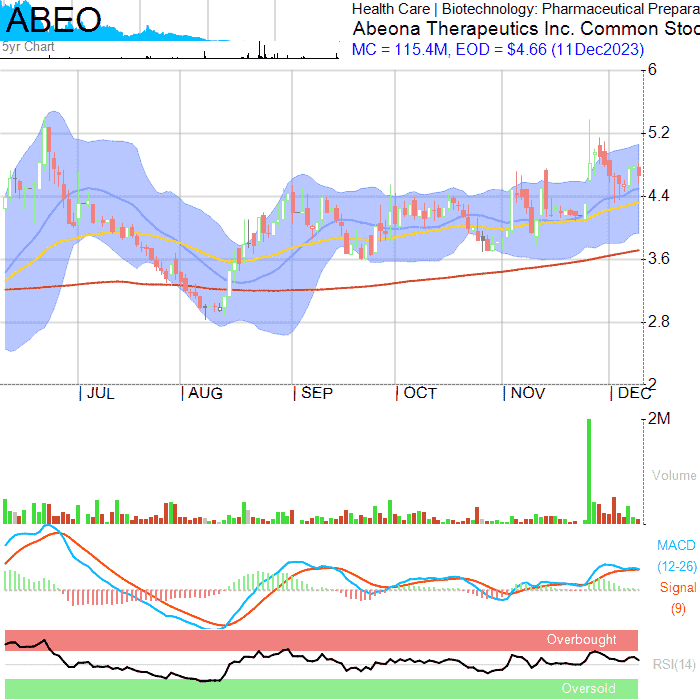 ABEO
Health Care | Biotechnology: Pharmaceutical Prepara
Abeona Therapeutics Inc. Common Stoc
5yr Chart
MC = 115.4M, EOD = $4.66 (11Dec2023)
6
5.2
4.4
3.6
2.8
2
| JUL | AUG | SEP | OCT | NOV | DEC
2M
Volume
MACD
(12-26)
Signal
(9)
Overbought
RSI(14)
Oversold